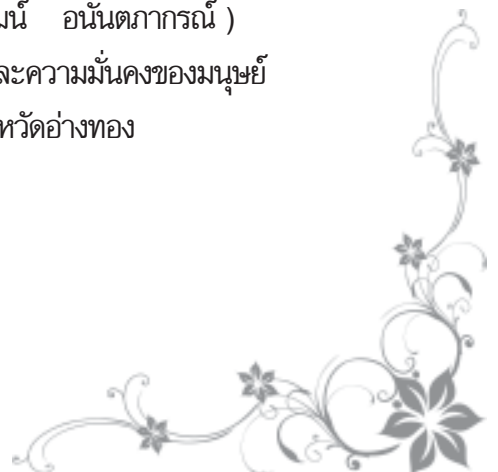 มน์ อนันตภากรณ์ )
ละความมั่นคงของมนุษย์
หวัดอ่างทอง